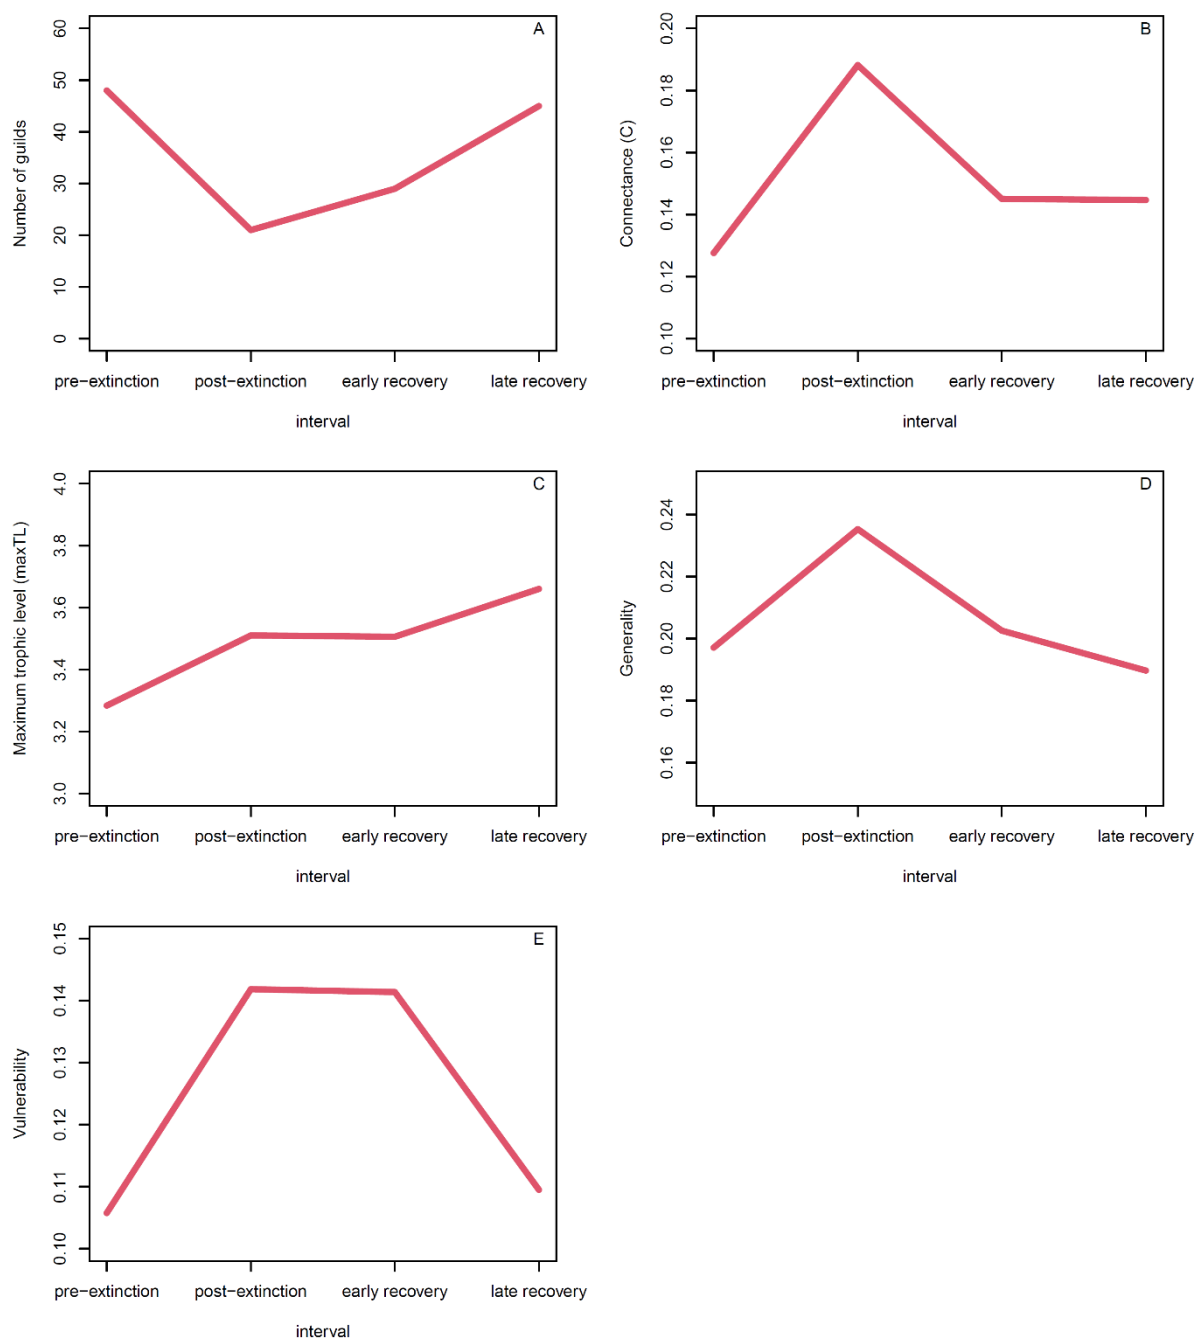 A
Number of guilds
60
50
40
30
20
10
0
pre−extinction post−extinction early recovery late recovery
interval
B
Connectance (C)
0.20
0.18
0.16
0.14
0.12
0.10
pre−extinction post−extinction early recovery late recovery
interval
C
Maximum trophic level (maxTL)
4.0
3.8
3.6
3.4
3.2
3.0
pre−extinction post−extinction early recovery late recovery
interval
D
Generality
0.24
0.22
0.20
0.18
0.16
pre−extinction post−extinction early recovery late recovery
interval
E
Vulnerability
0.15
0.14
0.13
0.12
0.11
0.10
pre−extinction post−extinction early recovery late recovery
interval